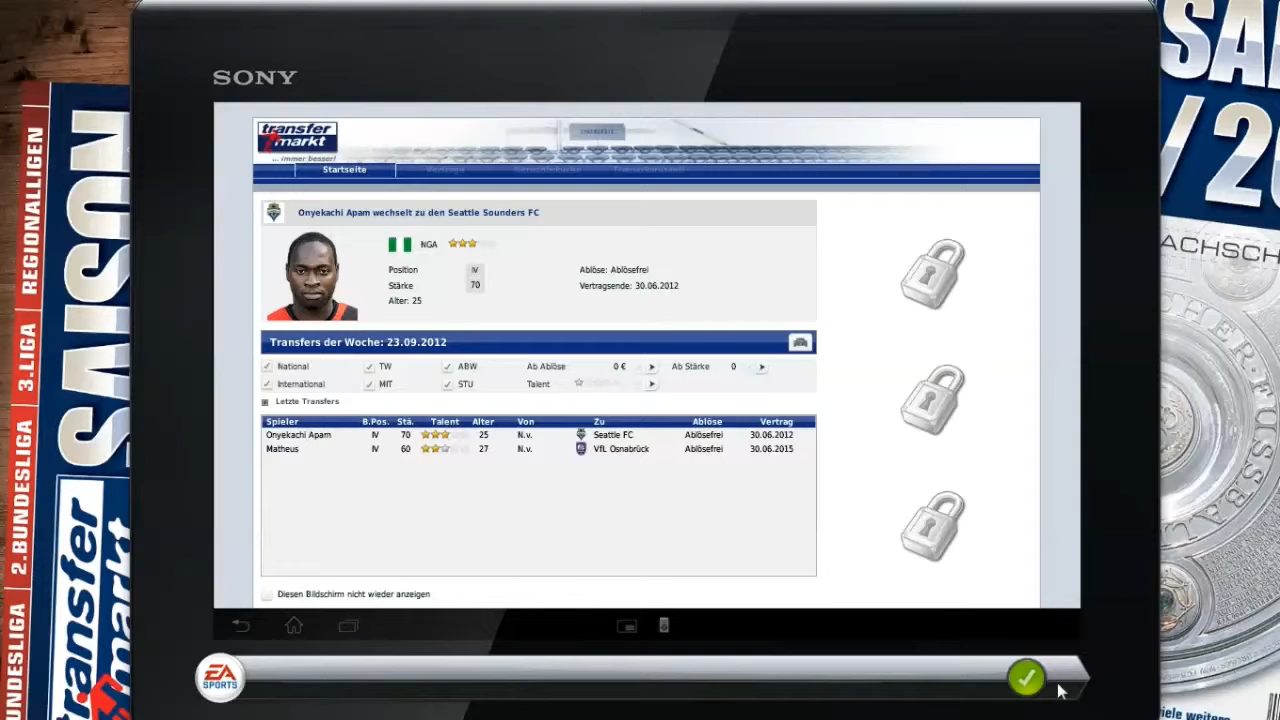 SONY
transfer
markt
... immer besser!
Startseite
Onyekachi Apam wechselt zu den Seattle Sounders FC
NGA
Position IV Ablöse: Ablösefrei
Stärke 70 Vertragsende: 30.06.2012
Alter: 25
Transfers der Woche: 23.09.2012
National TW ABW Ab Ablöse 0 € Ab Stärke 0
International MIT STU Talent
Letzte Transfers
Spieler B.Pos. Stä. Talent Alter Von Zu Ablöse Vertrag
Onyekachi Apam IV 70 25 N.v. Seattle FC Ablösefrei 30.06.2012
Matheus IV 60 27 N.v. VfL Osnabrück Ablösefrei 30.06.2015
Diesen Bildschirm nicht wieder anzeigen
EA
SPORTS
BUNDESLIGA 2.BUNDESLIGA 3.LIGA REGIONALLIGEN
SAISON
transfer
markt
SAI
/20
ACHSCH
iele weitere